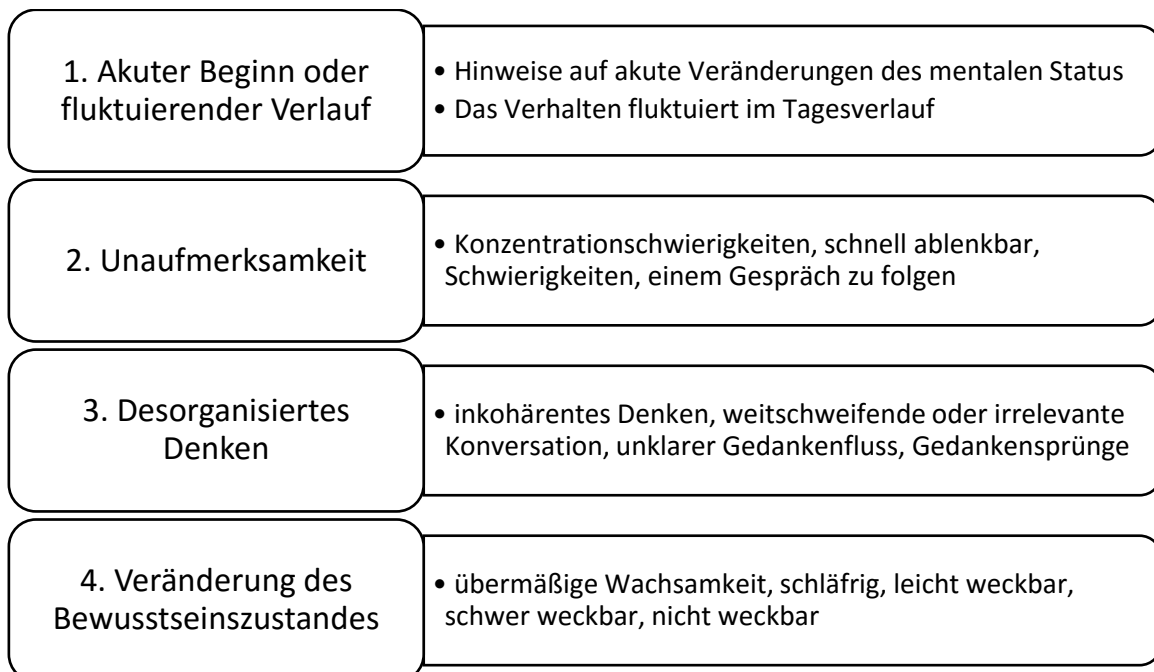 1. Akuter Beginn oder
fluktuierender Verlauf
• Hinweise auf akute Veränderungen des mentalen Status
• Das Verhalten fluktuiert im Tagesverlauf
2. Unaufmerksamkeit
• Konzentrationschwierigkeiten, schnell ablenkbar,
Schwierigkeiten, einem Gespräch zu folgen
3. Desorganisiertes
Denken
• inkohärentes Denken, weitschweifende oder irrelevante
Konversation, unklarer Gedankenfluss, Gedankensprünge
4. Veränderung des
Bewusstseinszustandes
• übermäßige Wachsamkeit, schläfrig, leicht weckbar,
schwer weckbar, nicht weckbar